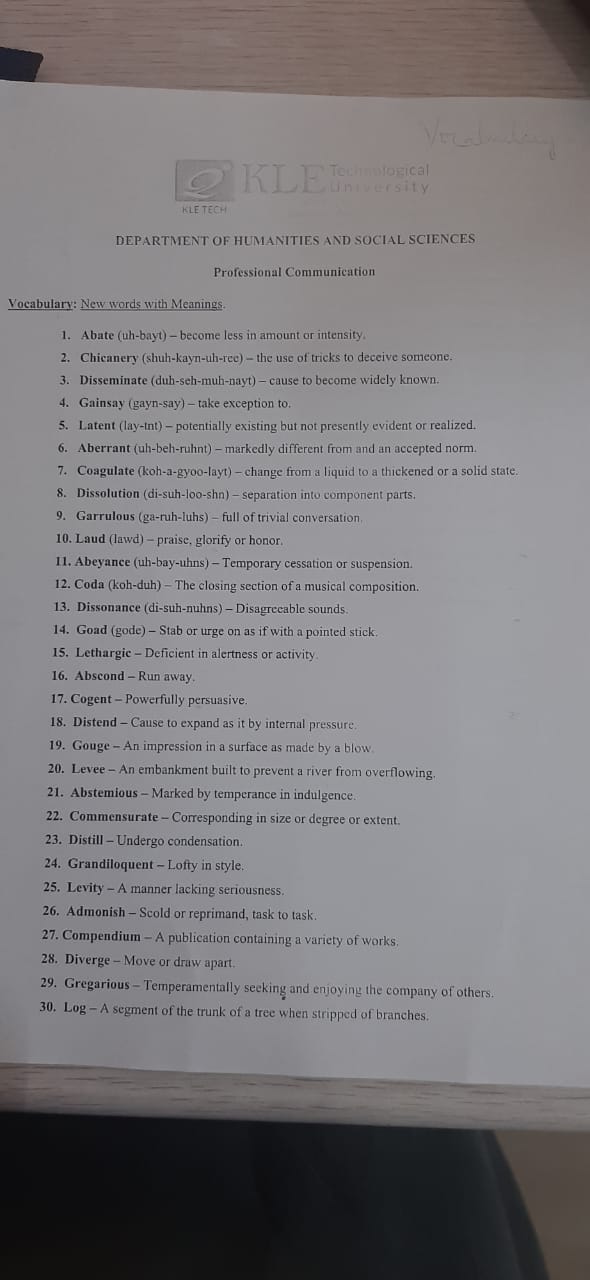 Vocabulary
KLE Technological
University
KLE TECH
DEPARTMENT OF HUMANITIES AND SOCIAL SCIENCES
Professional Communication
Vocabulary: New words with Meanings.
1. Abate (uh-bayt) – become less in amount or intensity.
2. Chicanery (shuh-kayn-uh-ree) – the use of tricks to deceive someone.
3. Disseminate (duh-seh-muh-nayt) – cause to become widely known.
4. Gainsay (gayn-say) – take exception to.
5. Latent (lay-tnt) – potentially existing but not presently evident or realized.
6. Aberrant (uh-beh-ruhnt) – markedly different from and an accepted norm.
7. Coagulate (koh-a-gyoo-layt) – change from a liquid to a thickened or a solid state.
8. Dissolution (di-suh-loo-shn) – separation into component parts.
9. Garrulous (ga-ruh-luhs) – full of trivial conversation.
10. Laud (lawd) – praise, glorify or honor.
11. Abeyance (uh-bay-uhns) – Temporary cessation or suspension.
12. Coda (koh-duh) – The closing section of a musical composition.
13. Dissonance (di-suh-nuhns) – Disagreeable sounds.
14. Goad (gode) – Stab or urge on as if with a pointed stick.
15. Lethargic – Deficient in alertness or activity.
16. Abscond – Run away.
17. Cogent – Powerfully persuasive.
18. Distend – Cause to expand as it by internal pressure.
19. Gouge – An impression in a surface as made by a blow.
20. Levee – An embankment built to prevent a river from overflowing.
21. Abstemious – Marked by temperance in indulgence.
22. Commensurate – Corresponding in size or degree or extent.
23. Distill – Undergo condensation.
24. Grandiloquent – Lofty in style.
25. Levity – A manner lacking seriousness.
26. Admonish – Scold or reprimand, task to task.
27. Compendium – A publication containing a variety of works.
28. Diverge – Move or draw apart.
29. Gregarious – Temperamentally seeking and enjoying the company of others.
30. Log – A segment of the trunk of a tree when stripped of branches.